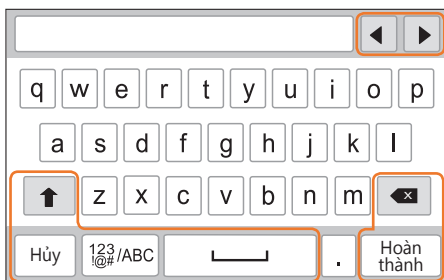 q w e r t y u i o p
a s d f g h j k l
z x c v b n m
Hủy 123 !@# /ABC . Hoàn thành